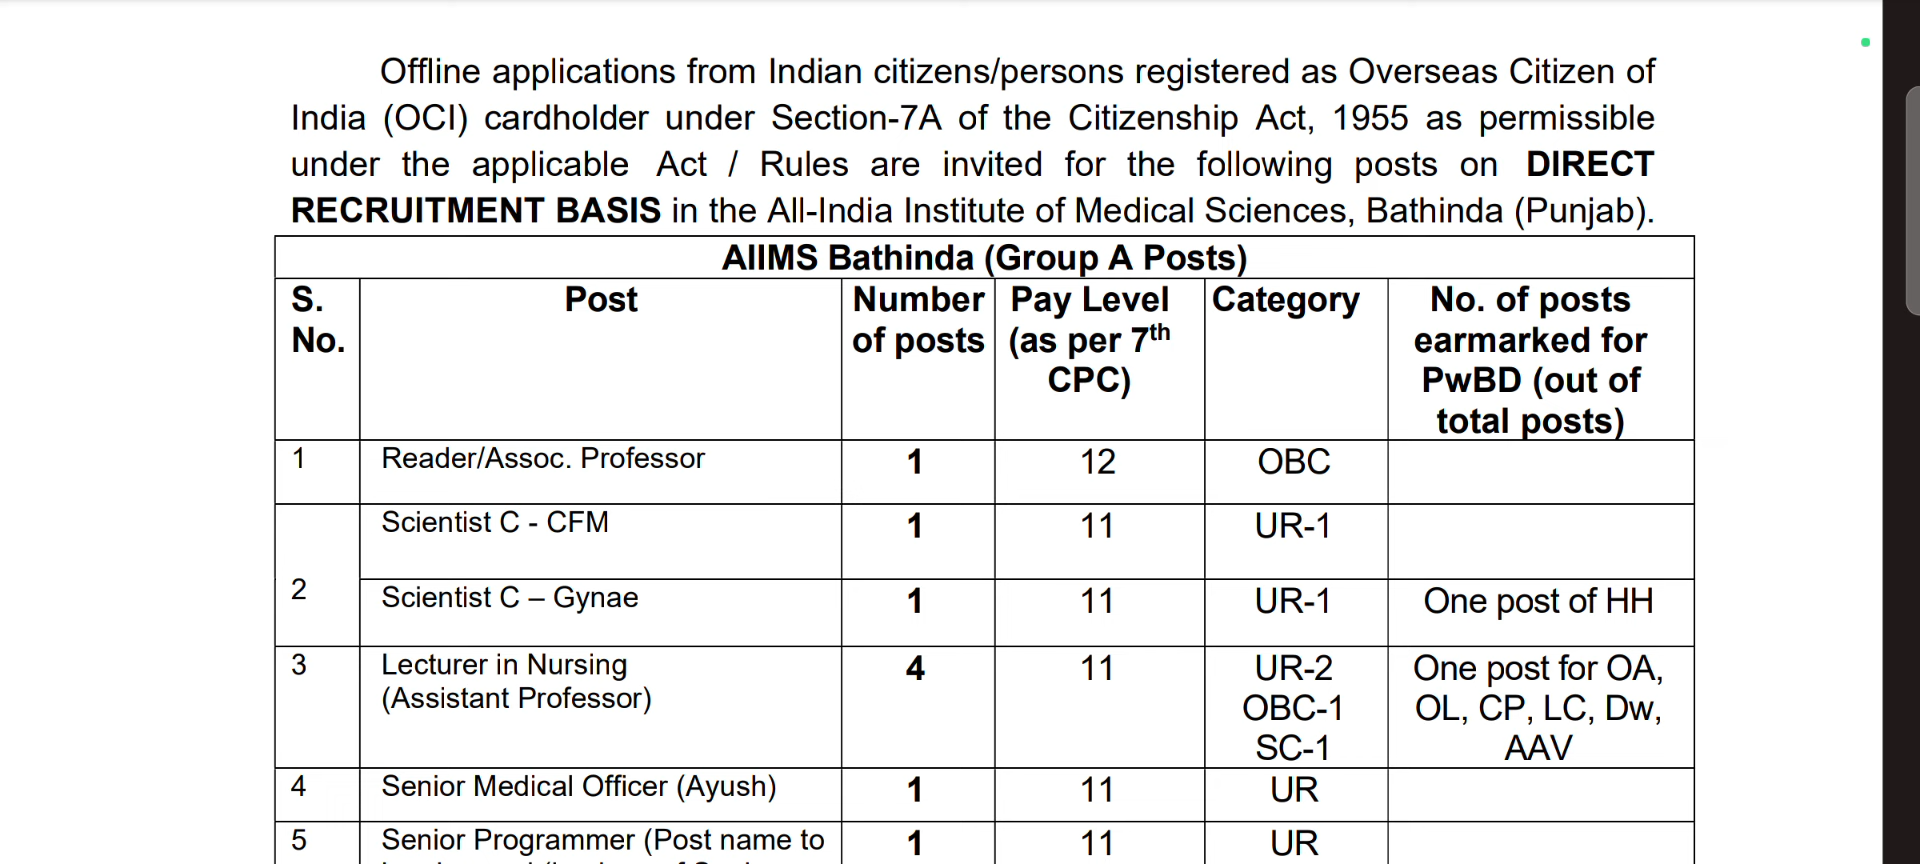 Offline applications from Indian citizens/persons registered as Overseas Citizen of
India (OCI) cardholder under Section-7A of the Citizenship Act, 1955 as permissible
under the applicable Act / Rules are invited for the following posts on DIRECT
RECRUITMENT BASIS in the All-India Institute of Medical Sciences, Bathinda (Punjab).
AIIMS Bathinda (Group A Posts)
S. No.
Post
Number of posts
Pay Level (as per 7th CPC)
Category
No. of posts earmarked for PwBD (out of total posts)
1 Reader/Assoc. Professor 1 12 OBC
Scientist C - CFM 1 11 UR-1
2 Scientist C – Gynae 1 11 UR-1 One post of HH
3 Lecturer in Nursing 4 11 UR-2 One post for OA,
(Assistant Professor) OBC-1 OL, CP, LC, Dw,
SC-1 AAV
4 Senior Medical Officer (Ayush) 1 11 UR
5 Senior Programmer (Post name to 1 11 UR